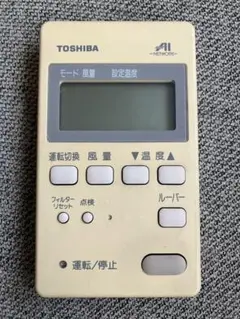 TOSHIBA AI
NETWORK
モード 風量 設定温度
運転切換 風量 ▼温度▲
フィルター リセット 点検 ルーバー
運転/停止